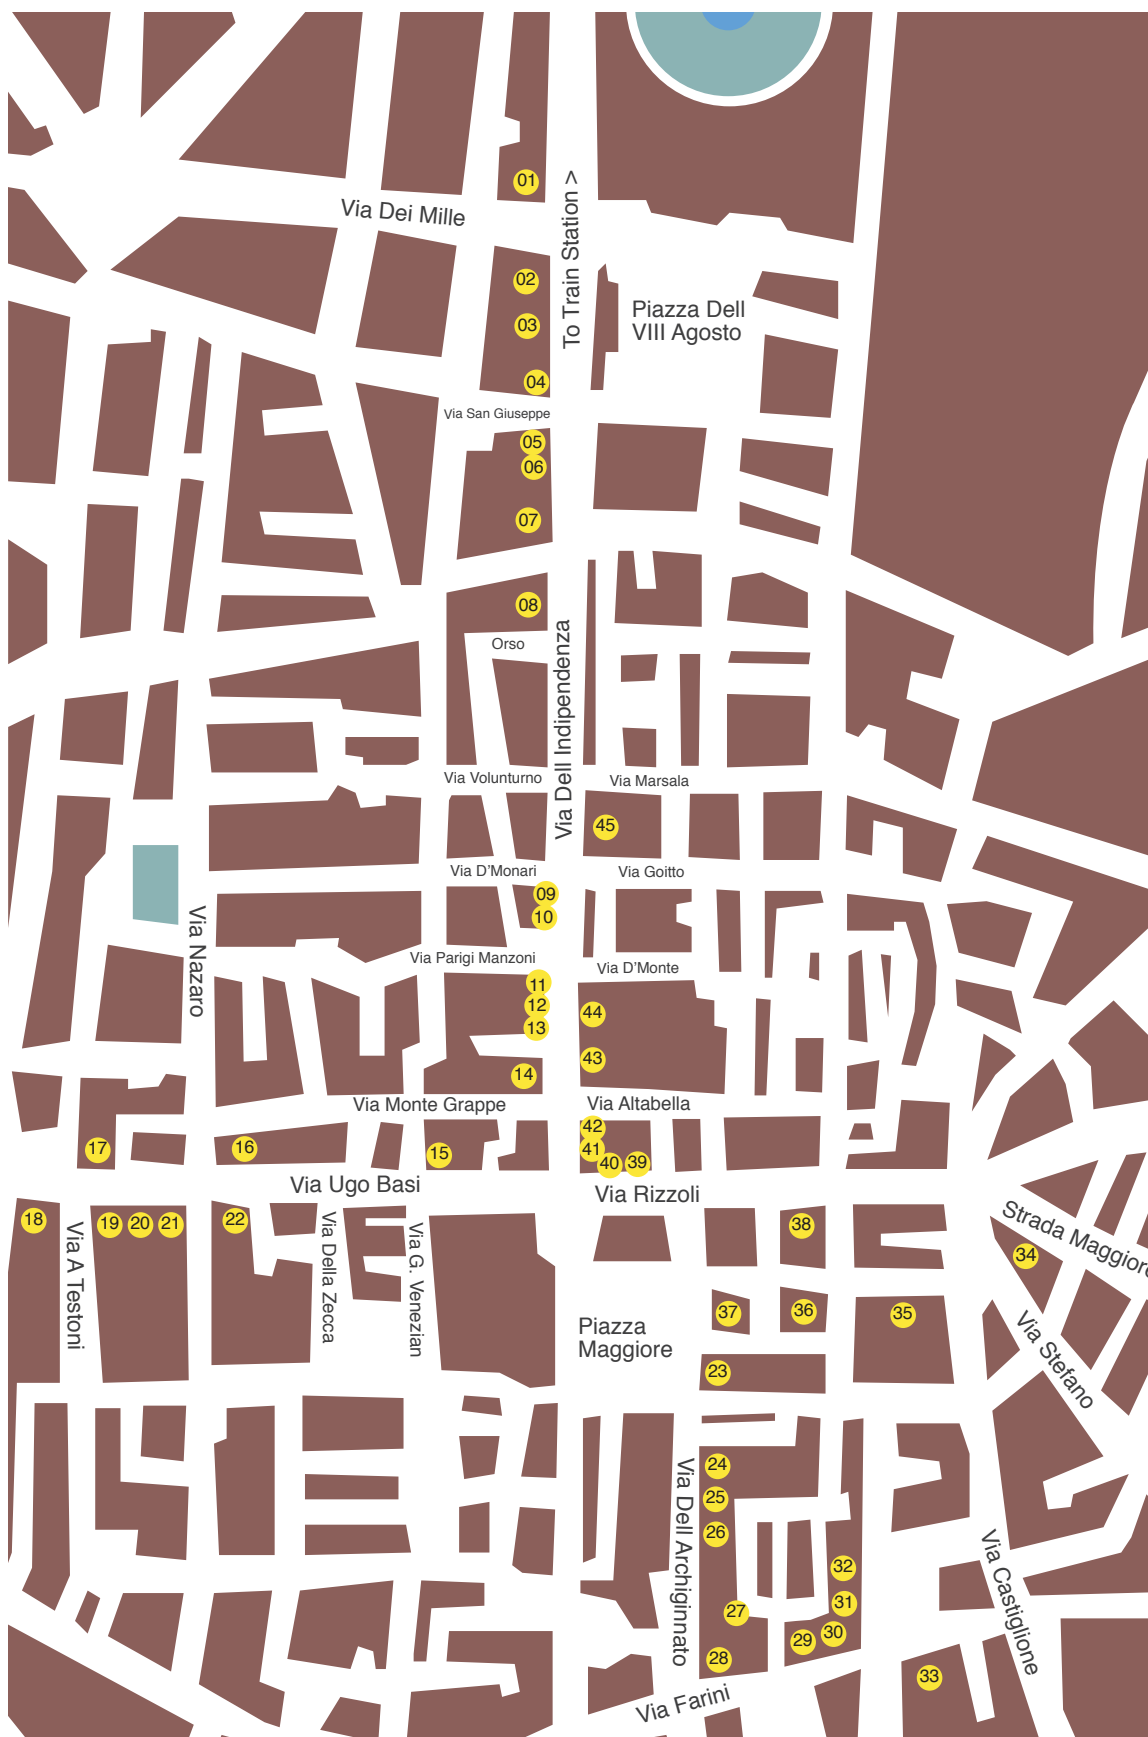 01
Via Dei Mille
To Train Station >
02
03
Piazza Dell
VIII Agosto
04
Via San Giuseppe
05
06
07
08
Orso
Via Dell Indipendenza
Via Volunturno
Via Marsala
45
Via D'Monari
Via Goitto
09
10
Via Nazaro
Via Parigi Manzoni
Via D'Monte
11
12
13
44
43
14
Via Monte Grappe
Via Altabella
42
41
40
39
17
16
15
Via Ugo Basi
Via Rizzoli
18
Via A Testoni
19
20
21
22
Via Della Zecca
Via G. Venezian
38
Strada Maggiore
34
37
36
35
Piazza
Maggiore
Via Stefano
23
24
25
26
Via Dell Archiginnato
32
31
27
30
29
28
Via Castiglione
33
Via Farini